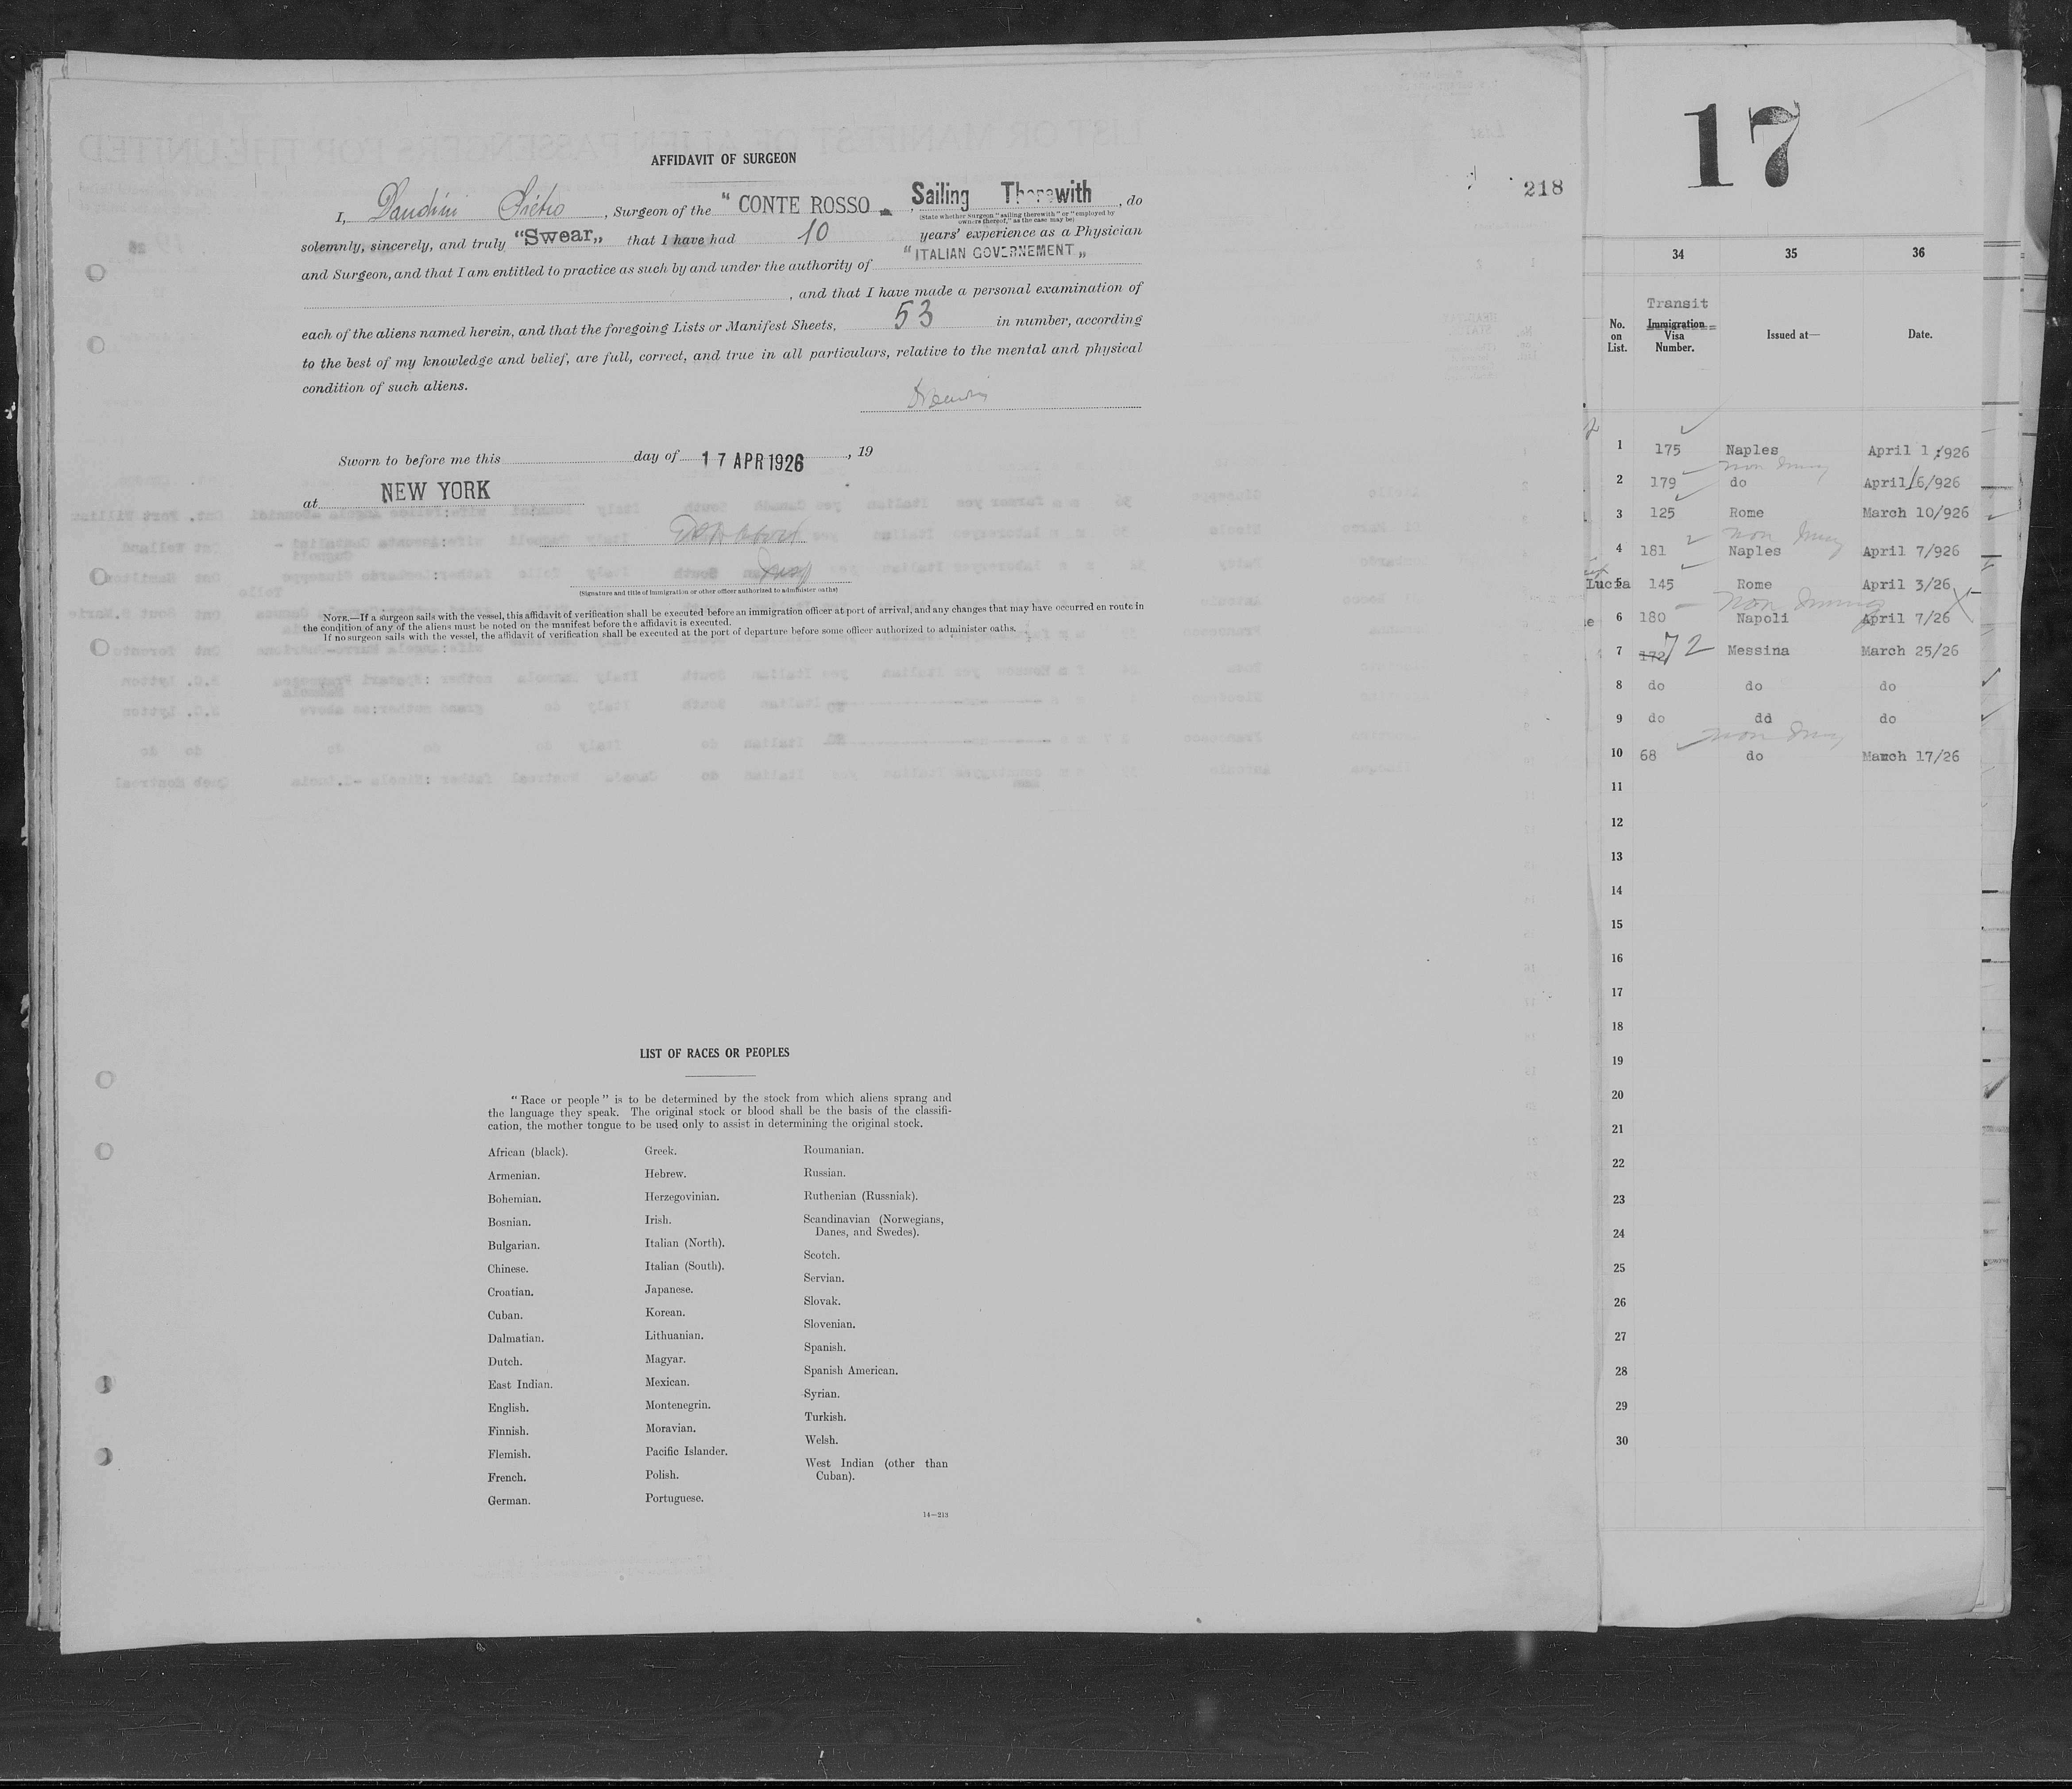 AFFIDAVIT OF SURGEON
218
I, Dandini Pietro, Surgeon of the "CONTE ROSSO", Sailing Therewith, do
(State whether Surgeon "sailing therewith" or "employed by
owners thereof," as the case may be)
solemnly, sincerely, and truly "Swear" that I have had 10 years' experience as a Physician
and Surgeon, and that I am entitled to practice as such by and under the authority of "ITALIAN GOVERNEMENT"
, and that I have made a personal examination of
each of the aliens named herein, and that the foregoing Lists or Manifest Sheets, 53 in number, according
to the best of my knowledge and belief, are full, correct, and true in all particulars, relative to the mental and physical
condition of such aliens.
Sworn to before me this day of 17 APR 1926, 19
at NEW YORK
(Signature and title of immigration or other officer authorized to administer oaths)
NOTE.—If a surgeon sails with the vessel, this affidavit of verification shall be executed before an immigration officer at port of arrival, and any changes that may have occurred en route in
the condition of any of the aliens must be noted on the manifest before the affidavit is executed.
If no surgeon sails with the vessel, the affidavit of verification shall be executed at the port of departure before some officer authorized to administer oaths.
LIST OF RACES OR PEOPLES
"Race or people" is to be determined by the stock from which aliens sprang and
the language they speak. The original stock or blood shall be the basis of the classifi-
cation, the mother tongue to be used only to assist in determining the original stock.
African (black).
Armenian.
Bohemian.
Bosnian.
Bulgarian.
Chinese.
Croatian.
Cuban.
Dalmatian.
Dutch.
East Indian.
English.
Finnish.
Flemish.
French.
German.
Greek.
Hebrew.
Herzegovinian.
Irish.
Italian (North).
Italian (South).
Japanese.
Korean.
Lithuanian.
Magyar.
Mexican.
Montenegrin.
Moravian.
Pacific Islander.
Polish.
Portuguese.
Roumanian.
Russian.
Ruthenian (Russniak).
Scandinavian (Norwegians,
Danes, and Swedes).
Scotch.
Servian.
Slovak.
Slovenian.
Spanish.
Spanish American.
Syrian.
Turkish.
Welsh.
West Indian (other than
Cuban).
14—213
17
34 35 36
Transit
No. on List. Immigration Visa Number. Issued at— Date.
1 175 Naples April 1/926
non Immig
2 179 do April 6/926
3 125 Rome March 10/926
non Immig
4 181 Naples April 7/926
Lucia 5 145 Rome April 3/26
non Immig
6 180 Napoli April 7/26
7 172 72 Messina March 25/26
8 do do do
9 do dd do
non Immig
10 68 do March 17/26
11
12
13
14
15
16
17
18
19
20
21
22
23
24
25
26
27
28
29
30